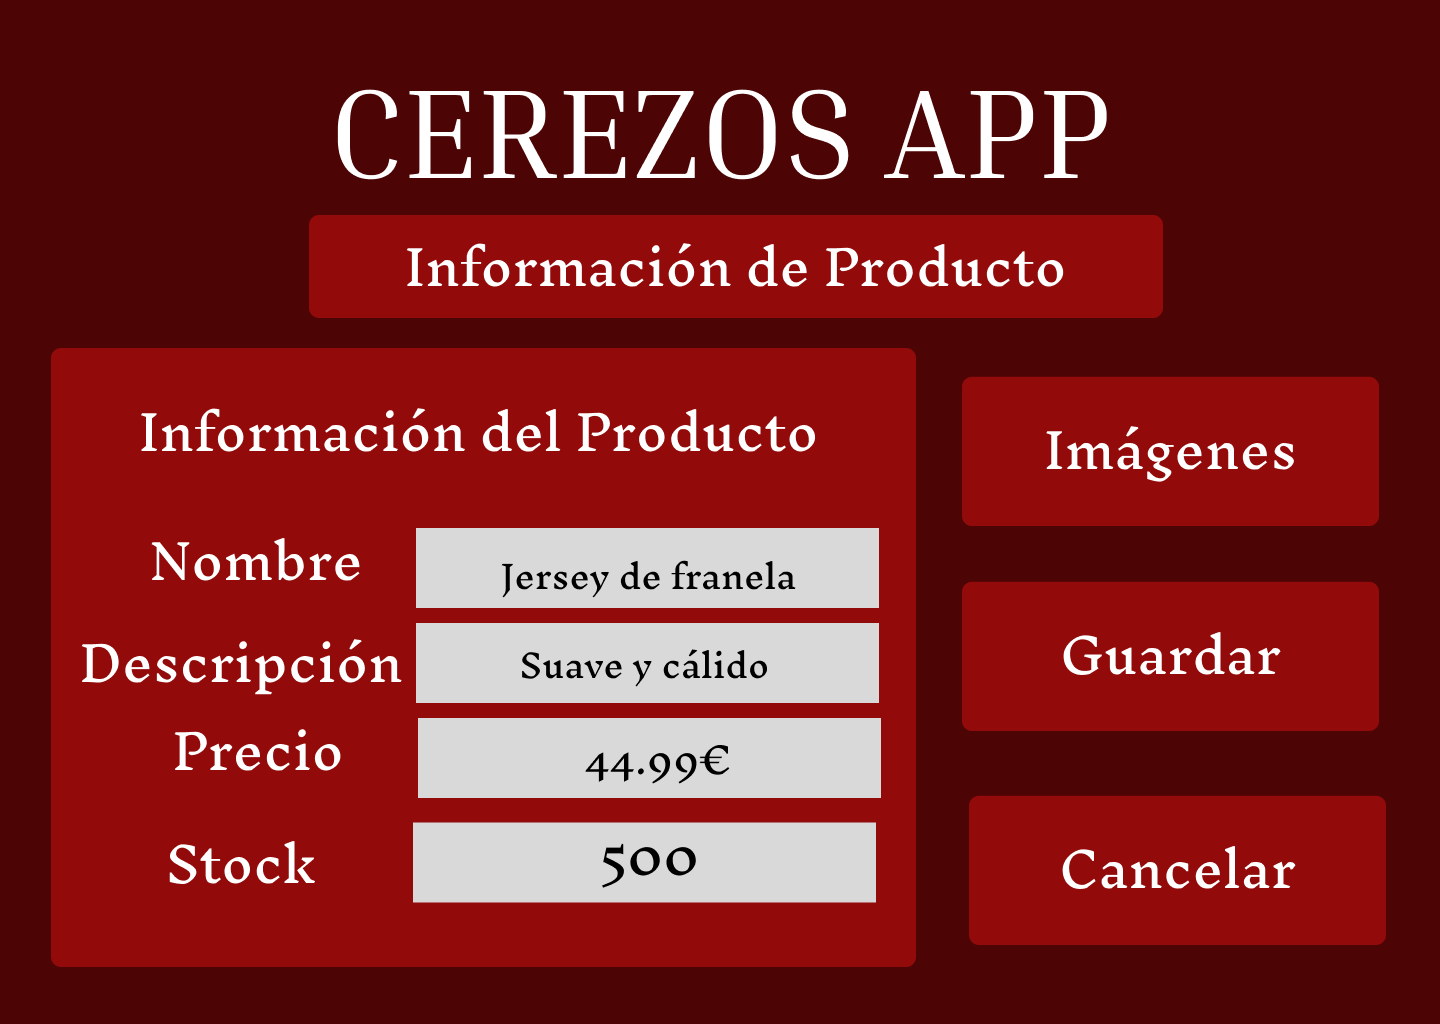 CEREZOS APP
Información de Producto
Información del Producto
Nombre
Jersey de franela
Descripción
Suave y cálido
Precio
44.99€
Stock
500
Imágenes
Guardar
Cancelar